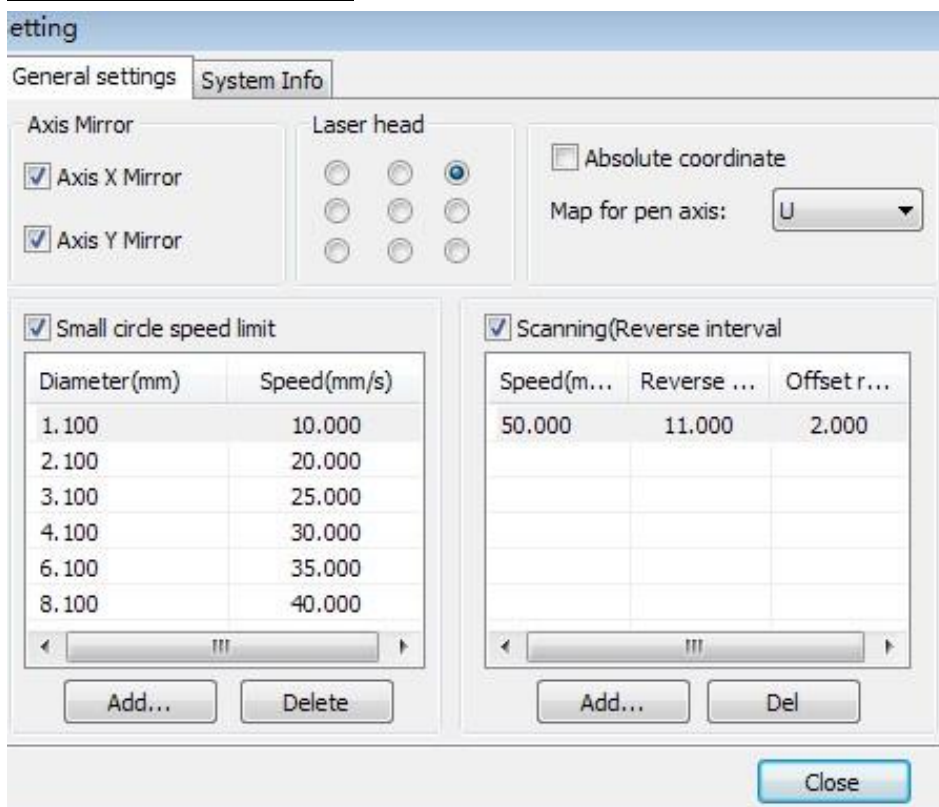 etting
General settings System Info
Axis Mirror Laser head
Absolute coordinate
Axis X Mirror
Map for pen axis: U
Axis Y Mirror
Small circle speed limit Scanning(Reverse interval
Diameter(mm) Speed(mm/s) Speed(m... Reverse ... Offset r...
1.100 10.000 50.000 11.000 2.000
2.100 20.000
3.100 25.000
4.100 30.000
6.100 35.000
8.100 40.000
Add... Delete Add... Del
Close